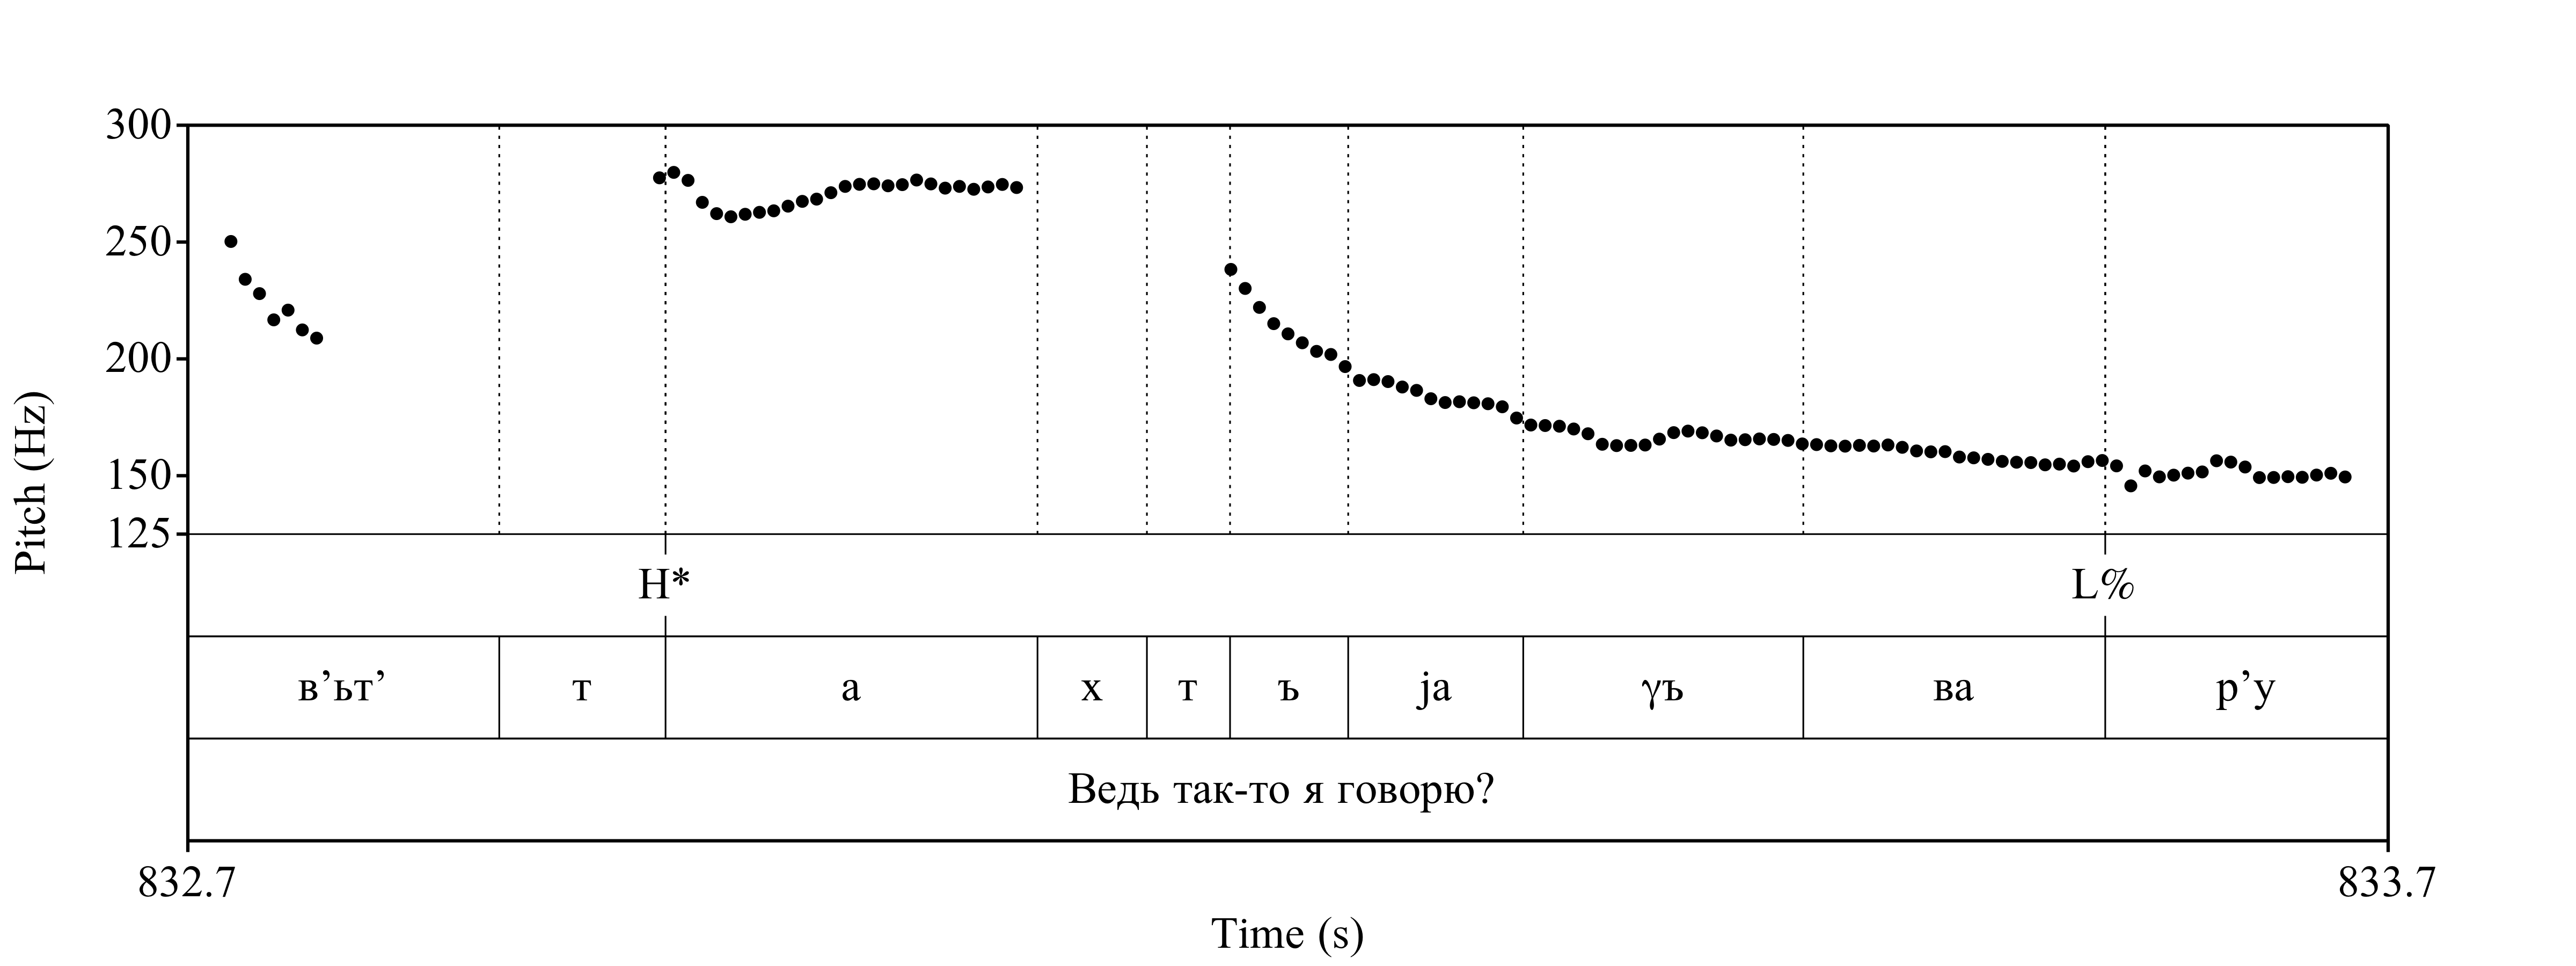 300
250
200
150
125
Pitch (Hz)
H* L%
в’ьт’ т а х т ъ ја γъ ва р’у
Ведь так-то я говорю?
832.7 833.7
Time (s)